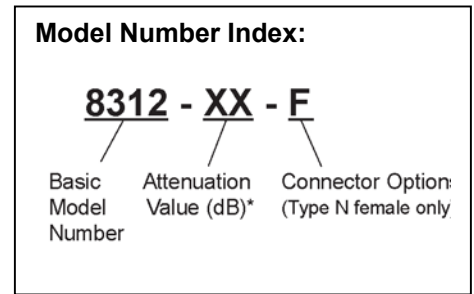 Model Number Index:
8312 - XX - F
Basic Model Number
Attenuation Value (dB)*
Connector Option
(Type N female only